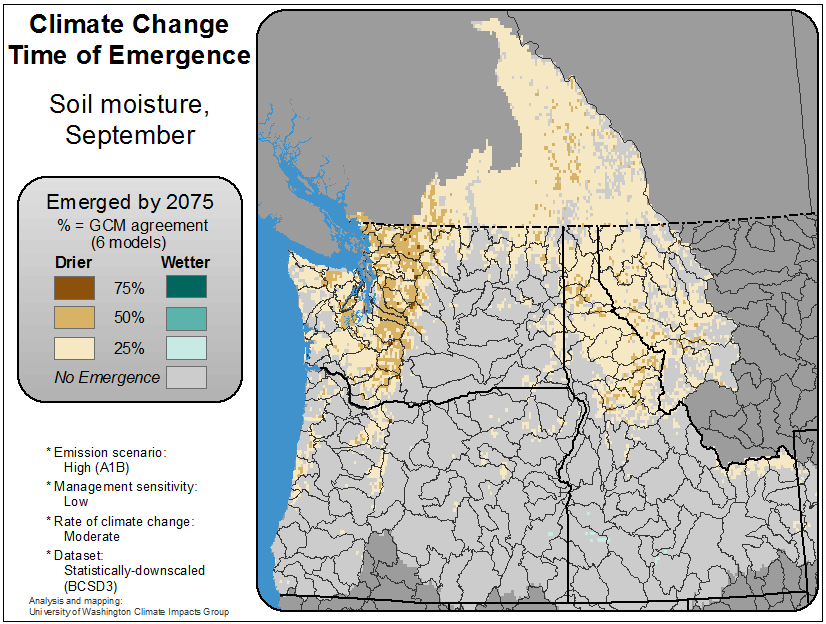 Climate Change
Time of Emergence
Soil moisture,
September
Emerged by 2075
% = GCM agreement
(6 models)
Drier Wetter
75%
50%
25%
No Emergence
* Emission scenario:
High (A1B)
* Management sensitivity:
Low
* Rate of climate change:
Moderate
* Dataset:
Statistically-downscaled
(BCSD3)
Analysis and mapping:
University of Washington Climate Impacts Group